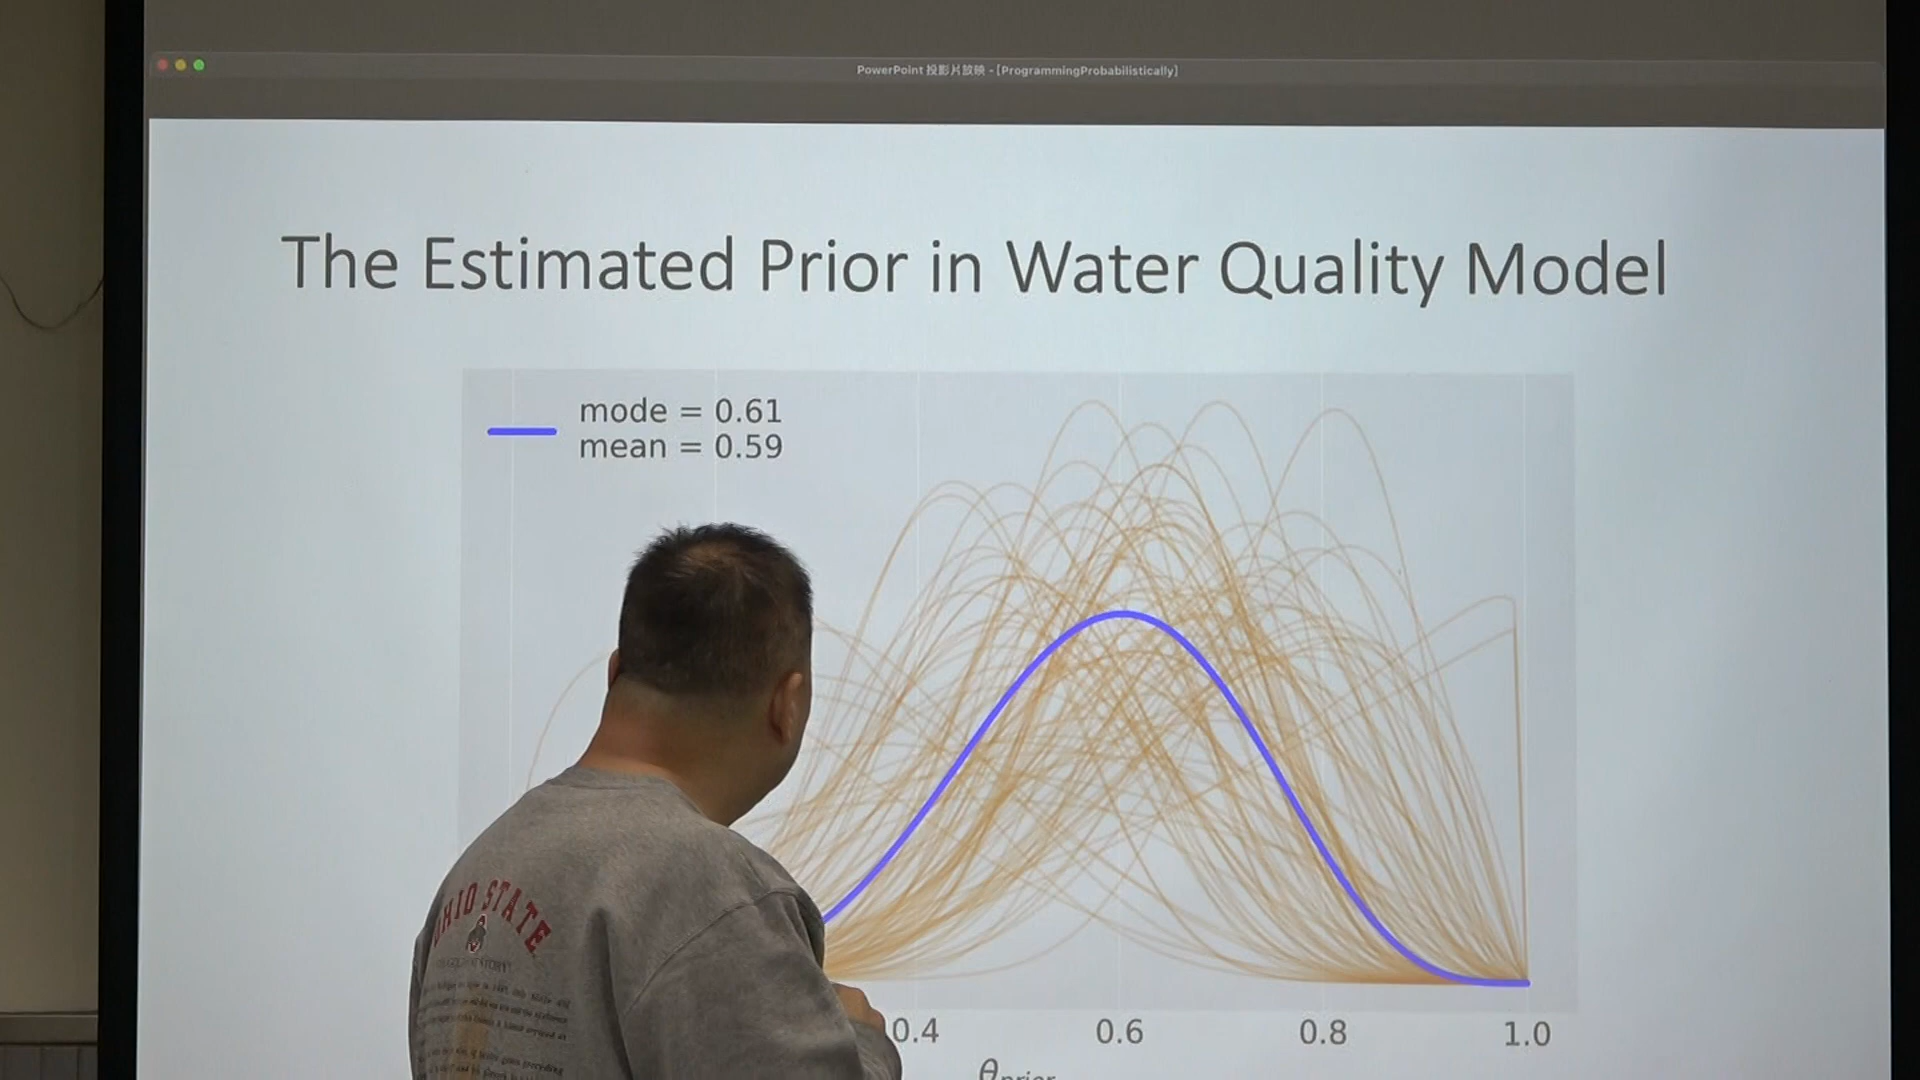 PowerPoint 投影片放映 - [ProgrammingProbabilistically]
The Estimated Prior in Water Quality Model
mode = 0.61
mean = 0.59
0.4 0.6 0.8 1.0
θprior
OHIO STATE